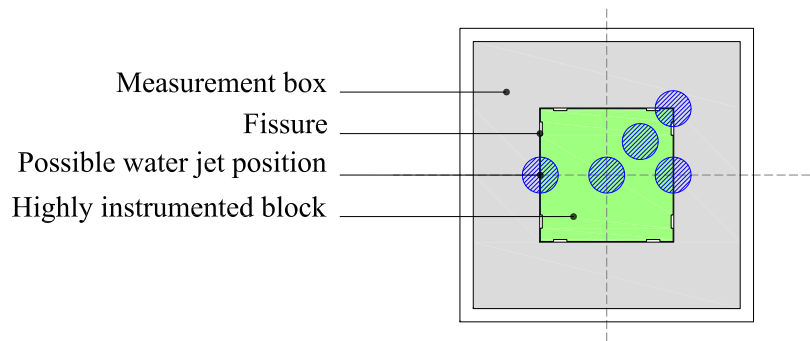 Measurement box
Fissure
Possible water jet position
Highly instrumented block